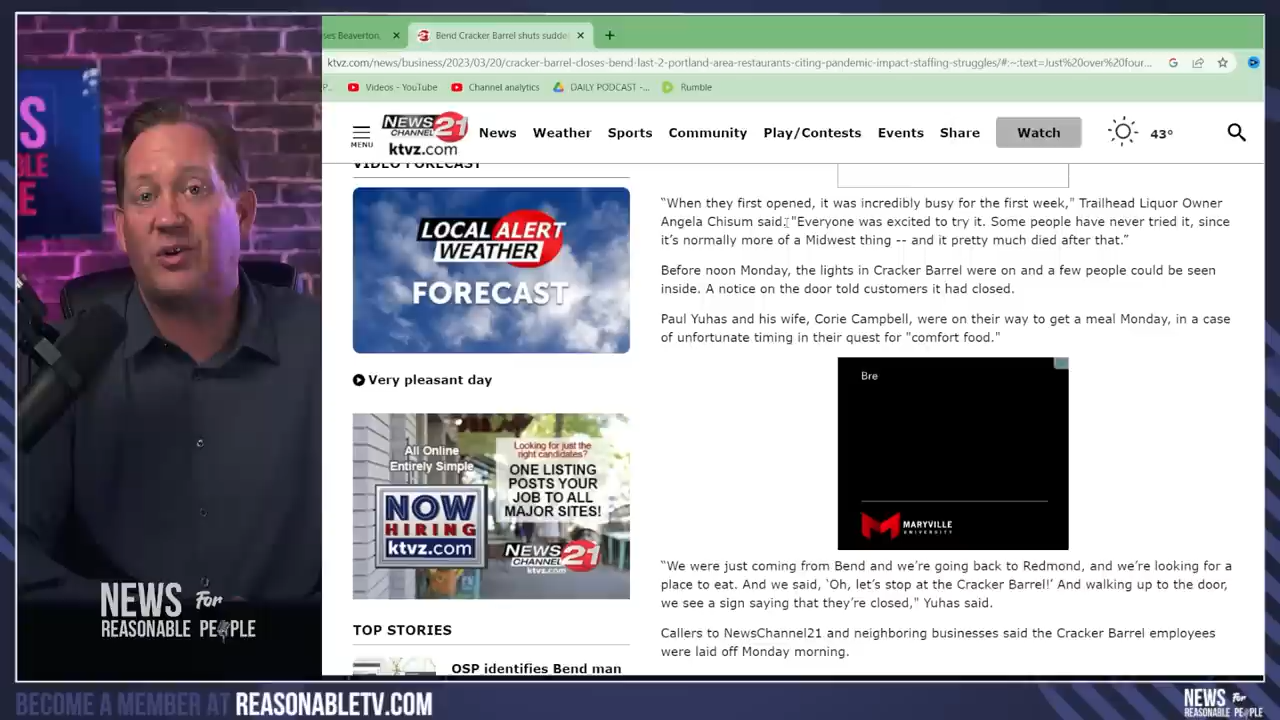 ses Beaverton,
Bend Cracker Barrel shuts sudde
ktvz.com/news/business/2023/03/20/cracker-barrel-closes-bend-last-2-portland-area-restaurants-citing-pandemic-impact-staffing-struggles/#:~:text=Just%20over%20four...
Videos - YouTube
Channel analytics
DAILY PODCAST -...
Rumble
MENU
NEWS
CHANNEL 21
ktvz.com
News
Weather
Sports
Community
Play/Contests
Events
Share
Watch
43°
VIDEO FORECAST
LOCAL ALERT
WEATHER
FORECAST
Very pleasant day
All Online
Entirely Simple
NOW
HIRING
ktvz.com
Looking for just the
right candidates?
ONE LISTING
POSTS YOUR
JOB TO ALL
MAJOR SITES!
NEWS
CHANNEL 21
ktvz.com
TOP STORIES
OSP identifies Bend man
“When they first opened, it was incredibly busy for the first week," Trailhead Liquor Owner
Angela Chisum said. "Everyone was excited to try it. Some people have never tried it, since
it’s normally more of a Midwest thing -- and it pretty much died after that.”
Before noon Monday, the lights in Cracker Barrel were on and a few people could be seen
inside. A notice on the door told customers it had closed.
Paul Yuhas and his wife, Corie Campbell, were on their way to get a meal Monday, in a case
of unfortunate timing in their quest for "comfort food."
Bre
MARYVILLE
UNIVERSITY
“We were just coming from Bend and we’re going back to Redmond, and we’re looking for a
place to eat. And we said, ‘Oh, let’s stop at the Cracker Barrel!’ And walking up to the door,
we see a sign saying that they’re closed," Yuhas said.
Callers to NewsChannel21 and neighboring businesses said the Cracker Barrel employees
were laid off Monday morning.
NEWS For
REASONABLE PEOPLE
BECOME A MEMBER AT REASONABLETV.COM
NEWS For
REASONABLE PEOPLE